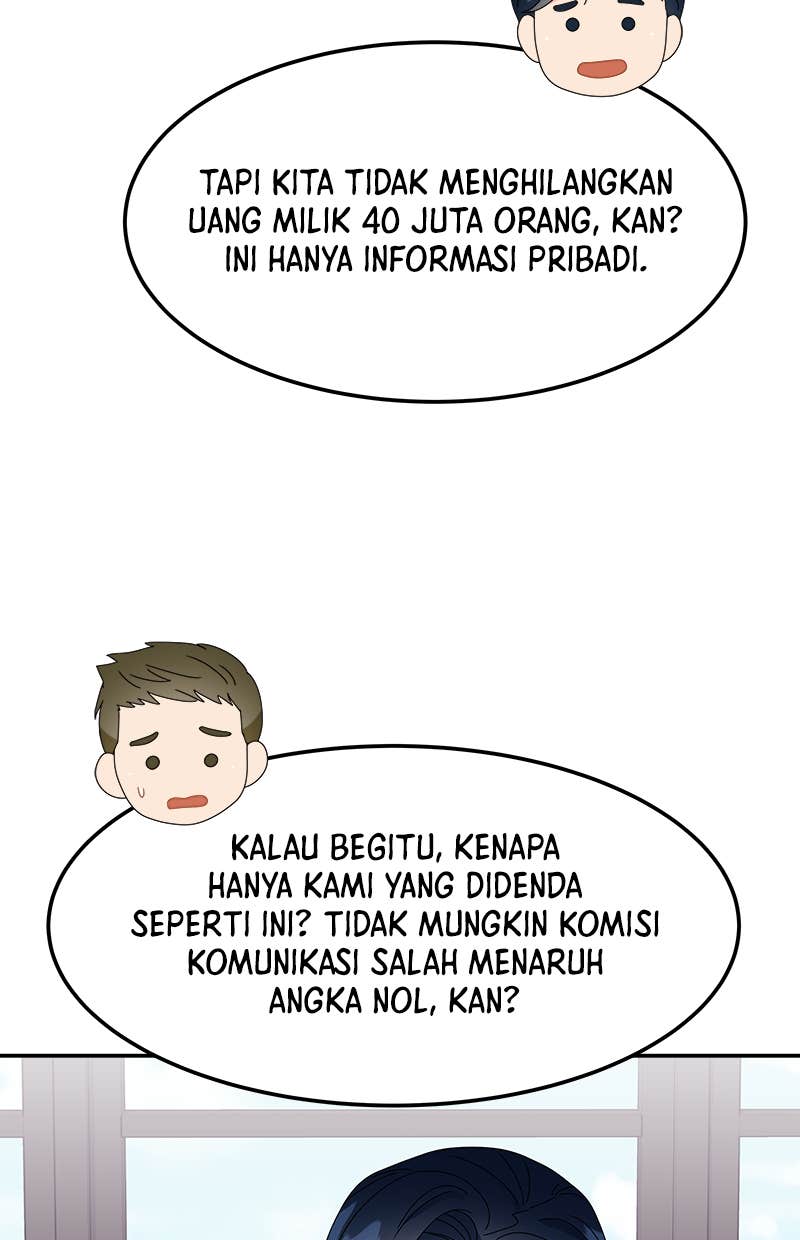 TAPI KITA TIDAK MENGHILANGKAN
UANG MILIK 40 JUTA ORANG, KAN?
INI HANYA INFORMASI PRIBADI.
KALAU BEGITU, KENAPA
HANYA KAMI YANG DIDENDA
SEPERTI INI? TIDAK MUNGKIN KOMISI
KOMUNIKASI SALAH MENARUH
ANGKA NOL, KAN?